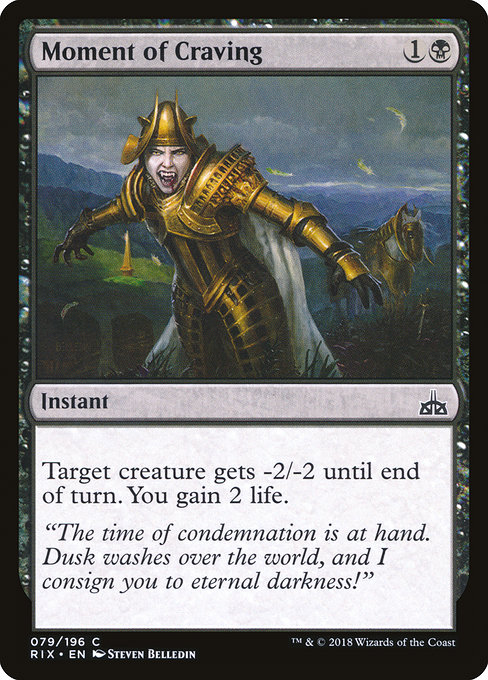 Moment of Craving 1
Instant
Target creature gets -2/-2 until end
of turn. You gain 2 life.
“The time of condemnation is at hand.
Dusk washes over the world, and I
consign you to eternal darkness!”
079/196 C
RIX • EN Steven Belledin
™ & © 2018 Wizards of the Coast